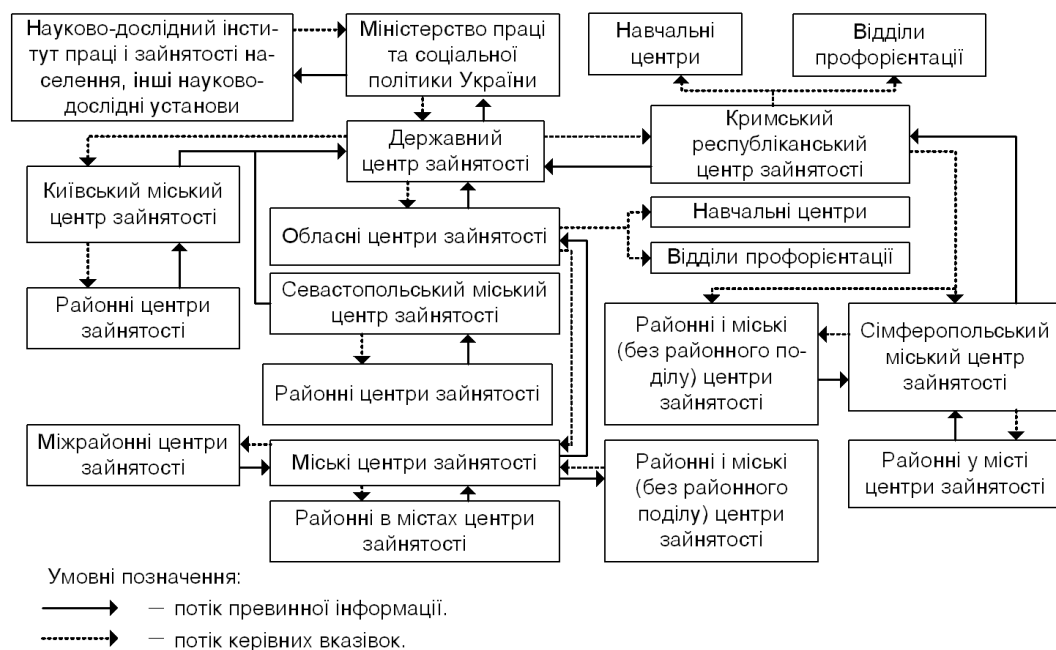 Науково-дослідний інсти-
тут праці і зайнятості на-
селення, інші науково-
дослідні установи
Міністерство праці
та соціальної
політики України
Навчальні
центри
Відділи
профорієнтації
Державний
центр зайнятості
Кримський
республіканський
центр зайнятості
Київський міський
центр зайнятості
Обласні центри зайнятості
Навчальні центри
Відділи профорієнтації
Районні центри
зайнятості
Севастопольський міський
центр зайнятості
Районні і міські
(без районного по-
ділу) центри
зайнятості
Сімферопольський
міський центр
зайнятості
Районні центри зайнятості
Міжрайонні центри
зайнятості
Міські центри зайнятості
Районні і міські
(без районного
поділу) центри
зайнятості
Районні у місті
центри зайнятості
Районні в містах центри
зайнятості
Умовні позначення:
— потік превинної інформації.
— потік керівних вказівок.